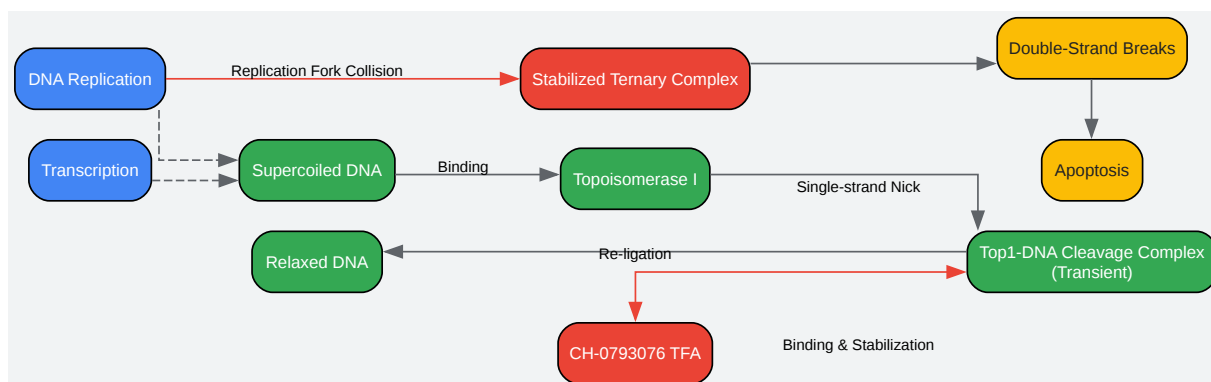 Double-Strand Breaks
DNA Replication
Replication Fork Collision
Stabilized Ternary Complex
Transcription
Supercoiled DNA
Binding
Topoisomerase I
Single-strand Nick
Apoptosis
Relaxed DNA
Re-ligation
Top1-DNA Cleavage Complex
(Transient)
CH-0793076 TFA
Binding & Stabilization